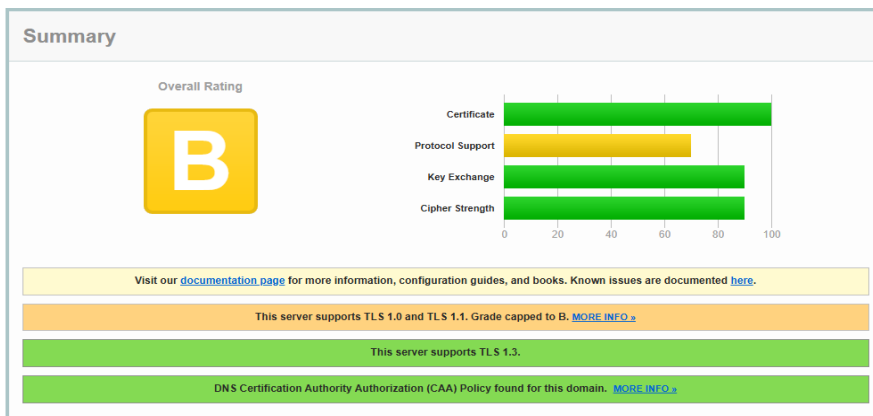 Summary
Overall Rating
B
Certificate
Protocol Support
Key Exchange
Cipher Strength
0 20 40 60 80 100
Visit our documentation page for more information, configuration guides, and books. Known issues are documented here.
This server supports TLS 1.0 and TLS 1.1. Grade capped to B. MORE INFO »
This server supports TLS 1.3.
DNS Certification Authority Authorization (CAA) Policy found for this domain. MORE INFO »